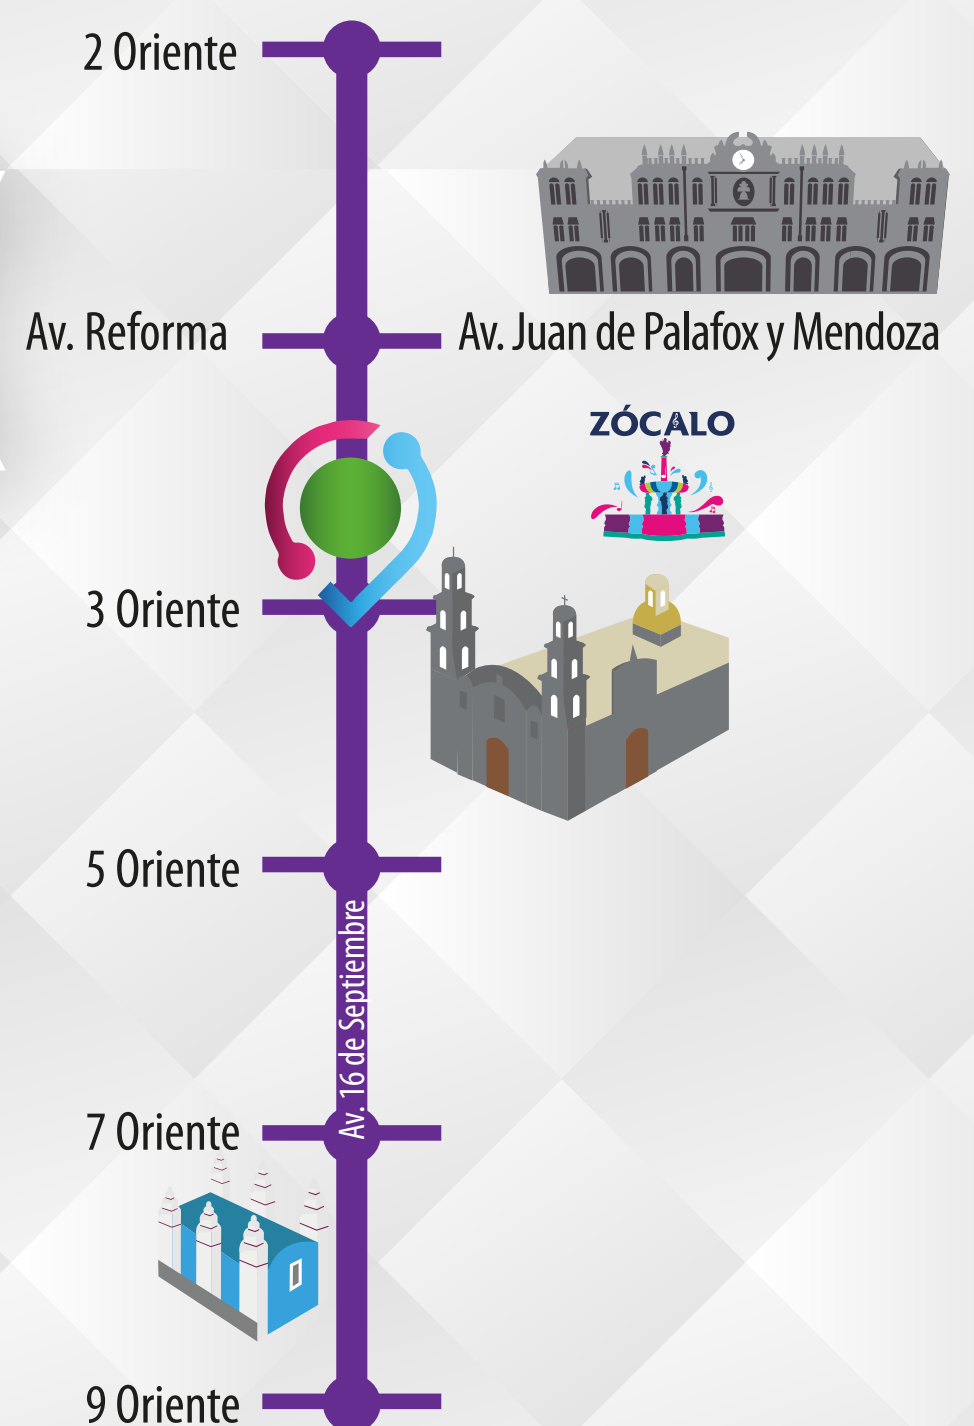 2 Oriente
Av. Reforma
Av. Juan de Palafox y Mendoza
ZÓCALO
3 Oriente
5 Oriente
Av. 16 de Septiembre
7 Oriente
9 Oriente